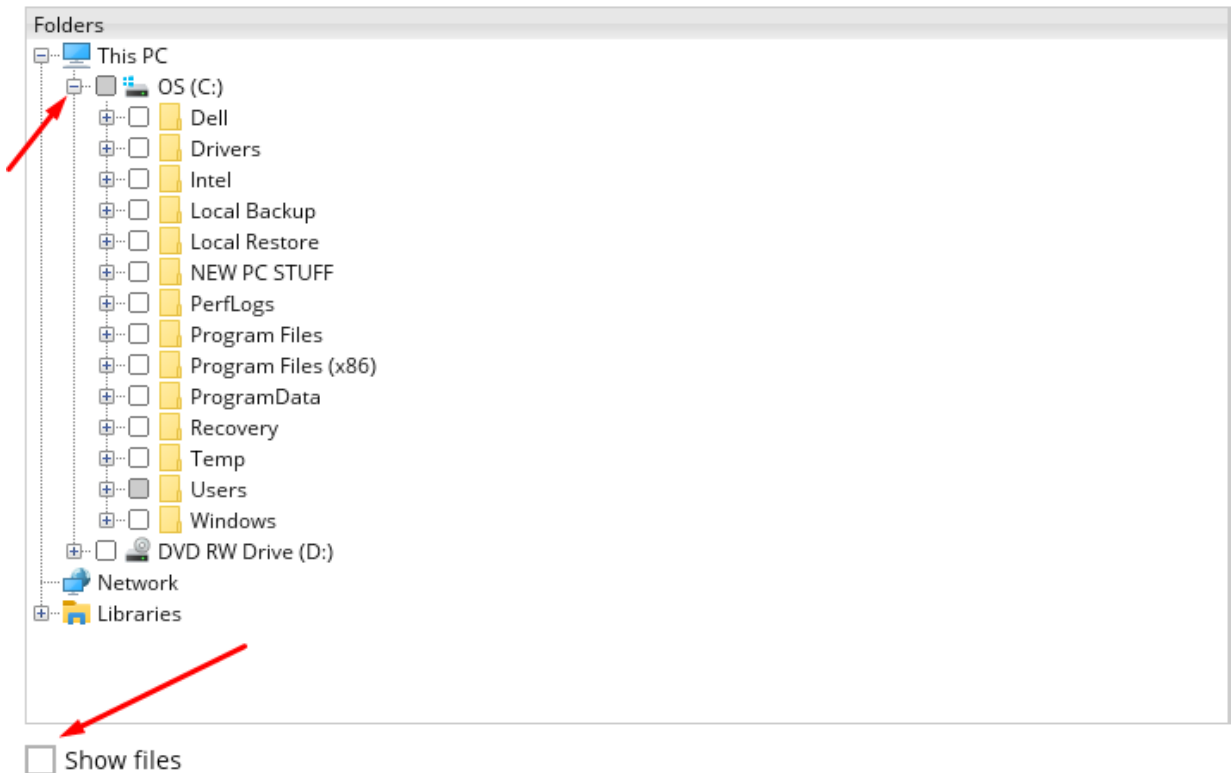 Folders
This PC
OS (C:)
Dell
Drivers
Intel
Local Backup
Local Restore
NEW PC STUFF
PerfLogs
Program Files
Program Files (x86)
ProgramData
Recovery
Temp
Users
Windows
DVD RW Drive (D:)
Network
Libraries
Show files